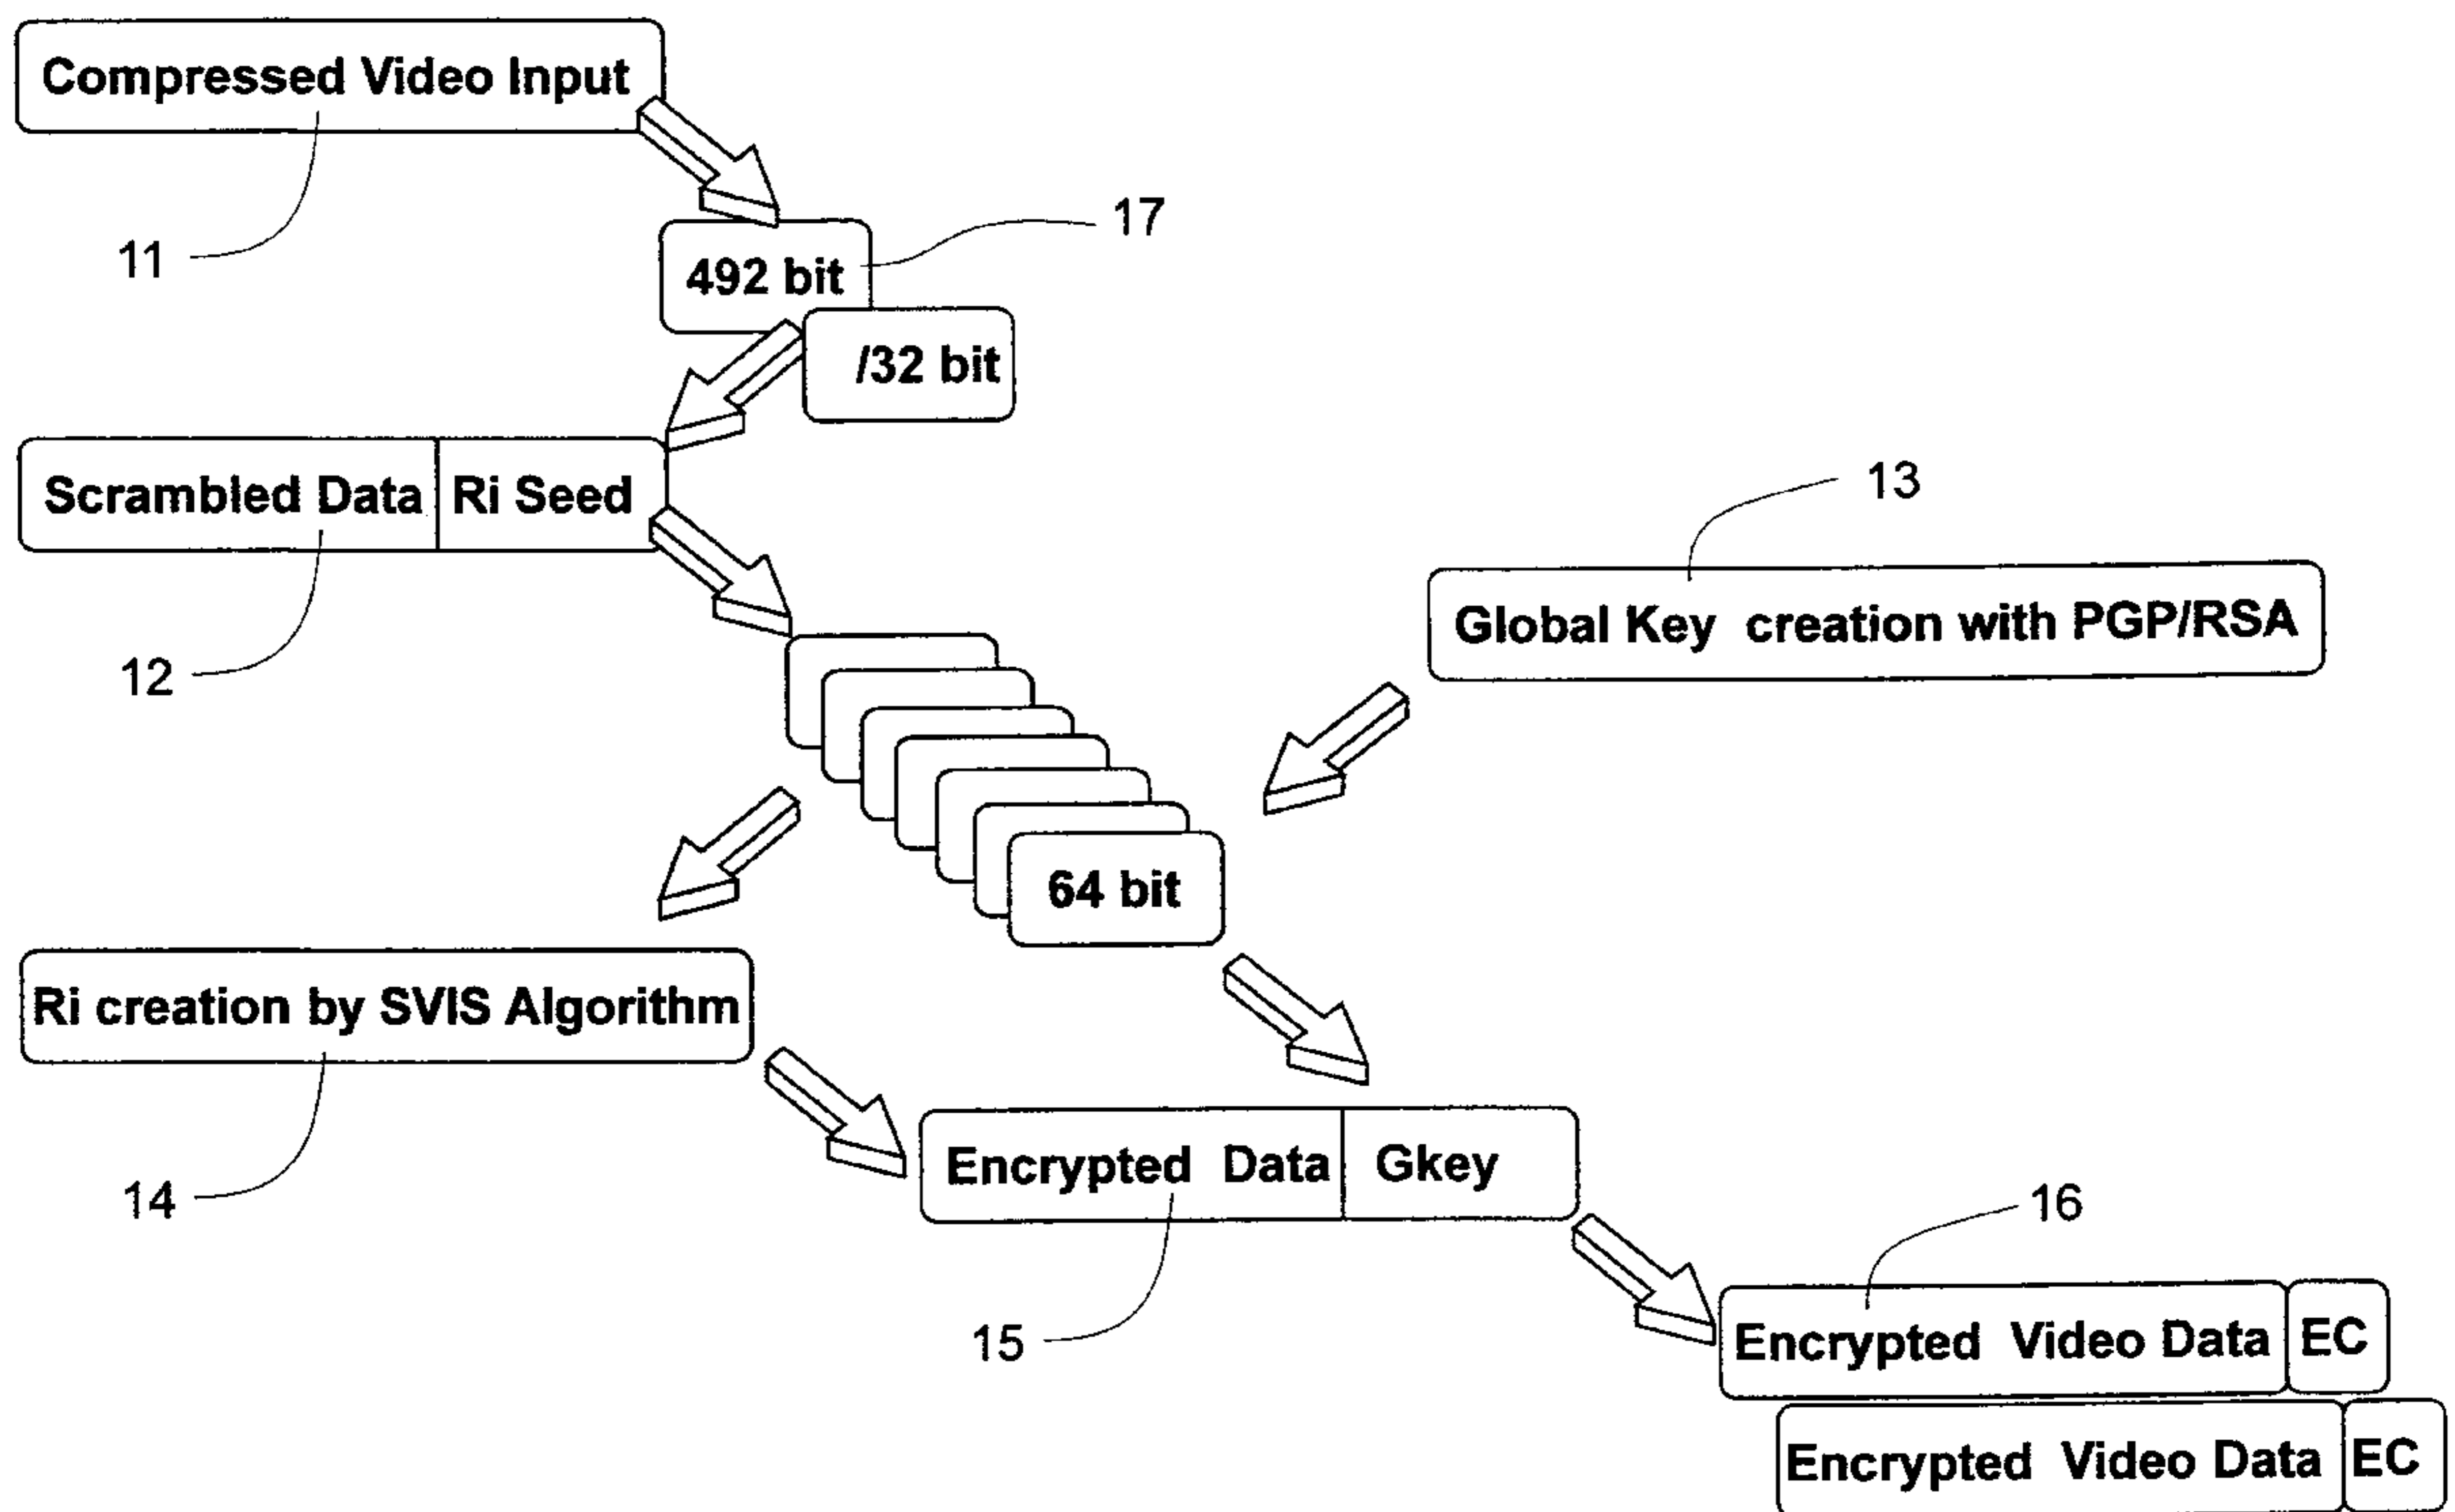 Compressed Video Input
11
17
492 bit
/32 bit
Scrambled Data Ri Seed
12
13
Global Key creation with PGP/RSA
64 bit
Ri creation by SVIS Algorithm
14
Encrypted Data Gkey
15
16
Encrypted Video Data EC
Encrypted Video Data EC